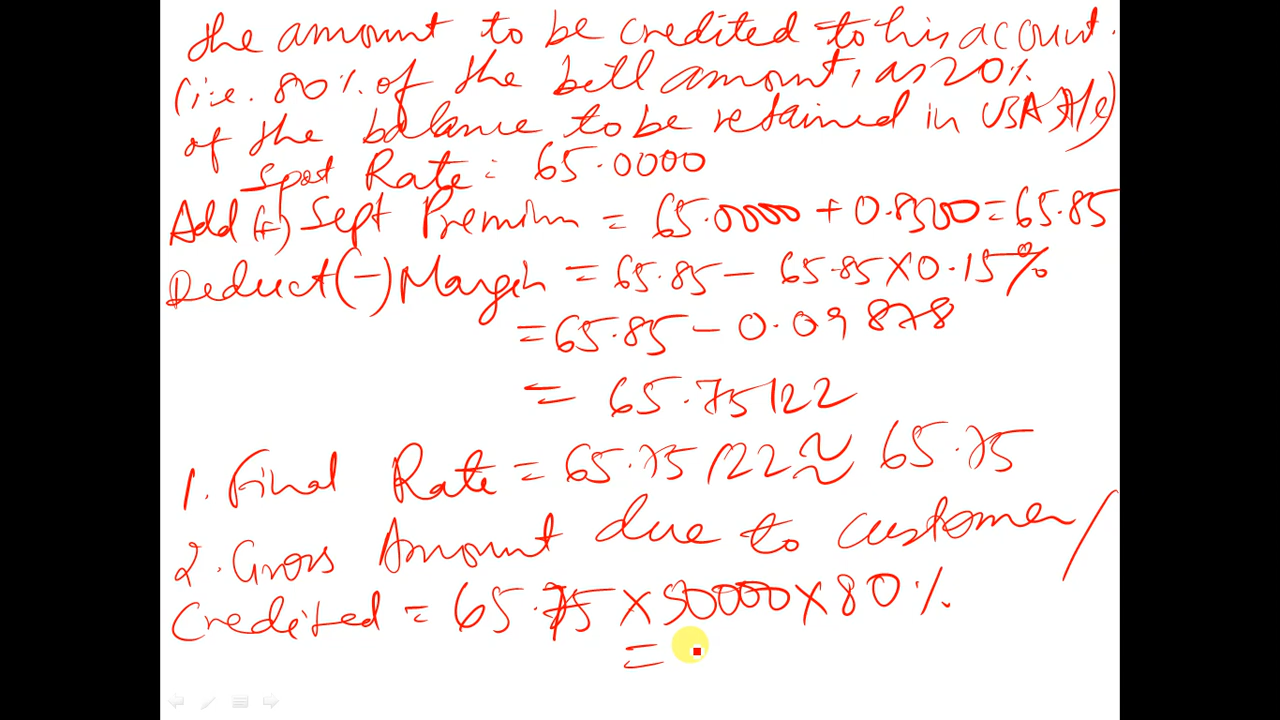 the amount to be credited to his account.
(i.e. 80% of the bill amount, as 20%
of the balance to be retained in USA A/c)
Spot Rate: 65.0000
Add (+) Sept Premium = 65.0000 + 0.8500 = 65.85
Deduct (-) Margin = 65.85 - 65.85 X 0.15%
= 65.85 - 0.09878
= 65.75122
1. Final Rate = 65.75122 ≈ 65.75
2. Gross Amount due to customer/
Credited = 65.75 X 50000 X 80%
=